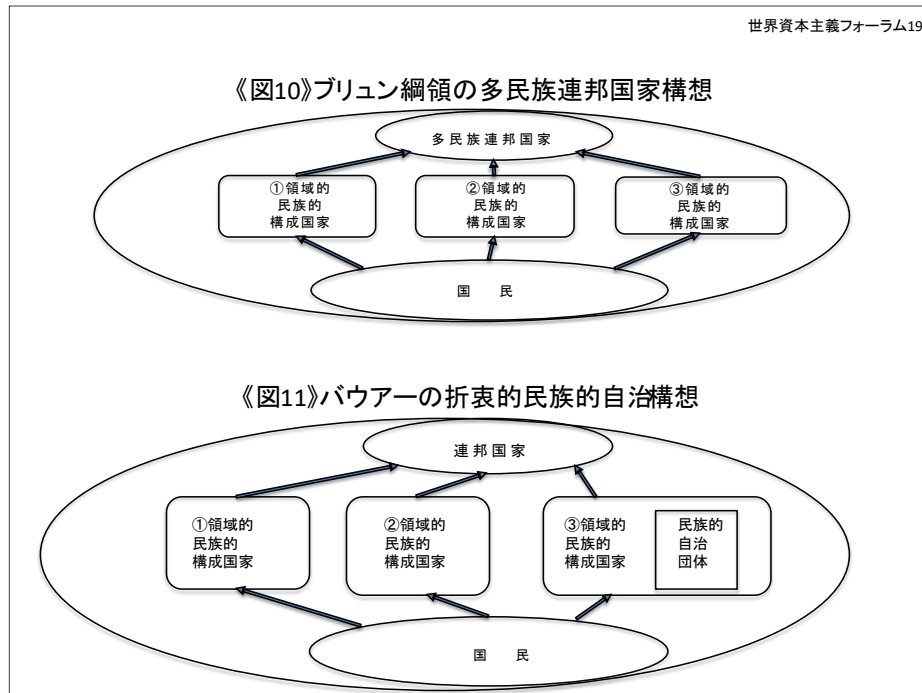 世界資本主義フォーラム19
《図10》ブリュン綱領の多民族連邦国家構想
多民族連邦国家
①領域的
民族的
構成国家
②領域的
民族的
構成国家
③領域的
民族的
構成国家
国 民
《図11》バウアーの折衷的民族的自治構想
連邦国家
①領域的
民族的
構成国家
②領域的
民族的
構成国家
③領域的
民族的
構成国家
民族的
自治
団体
国 民